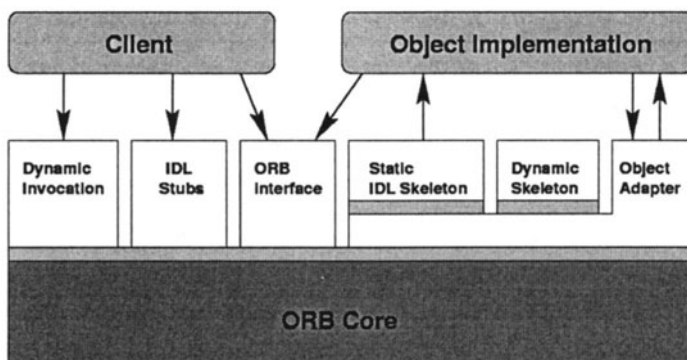 Client
Object Implementation
Dynamic
Invocation
IDL
Stubs
ORB
Interface
Static
IDL Skeleton
Dynamic
Skeleton
Object
Adapter
ORB Core